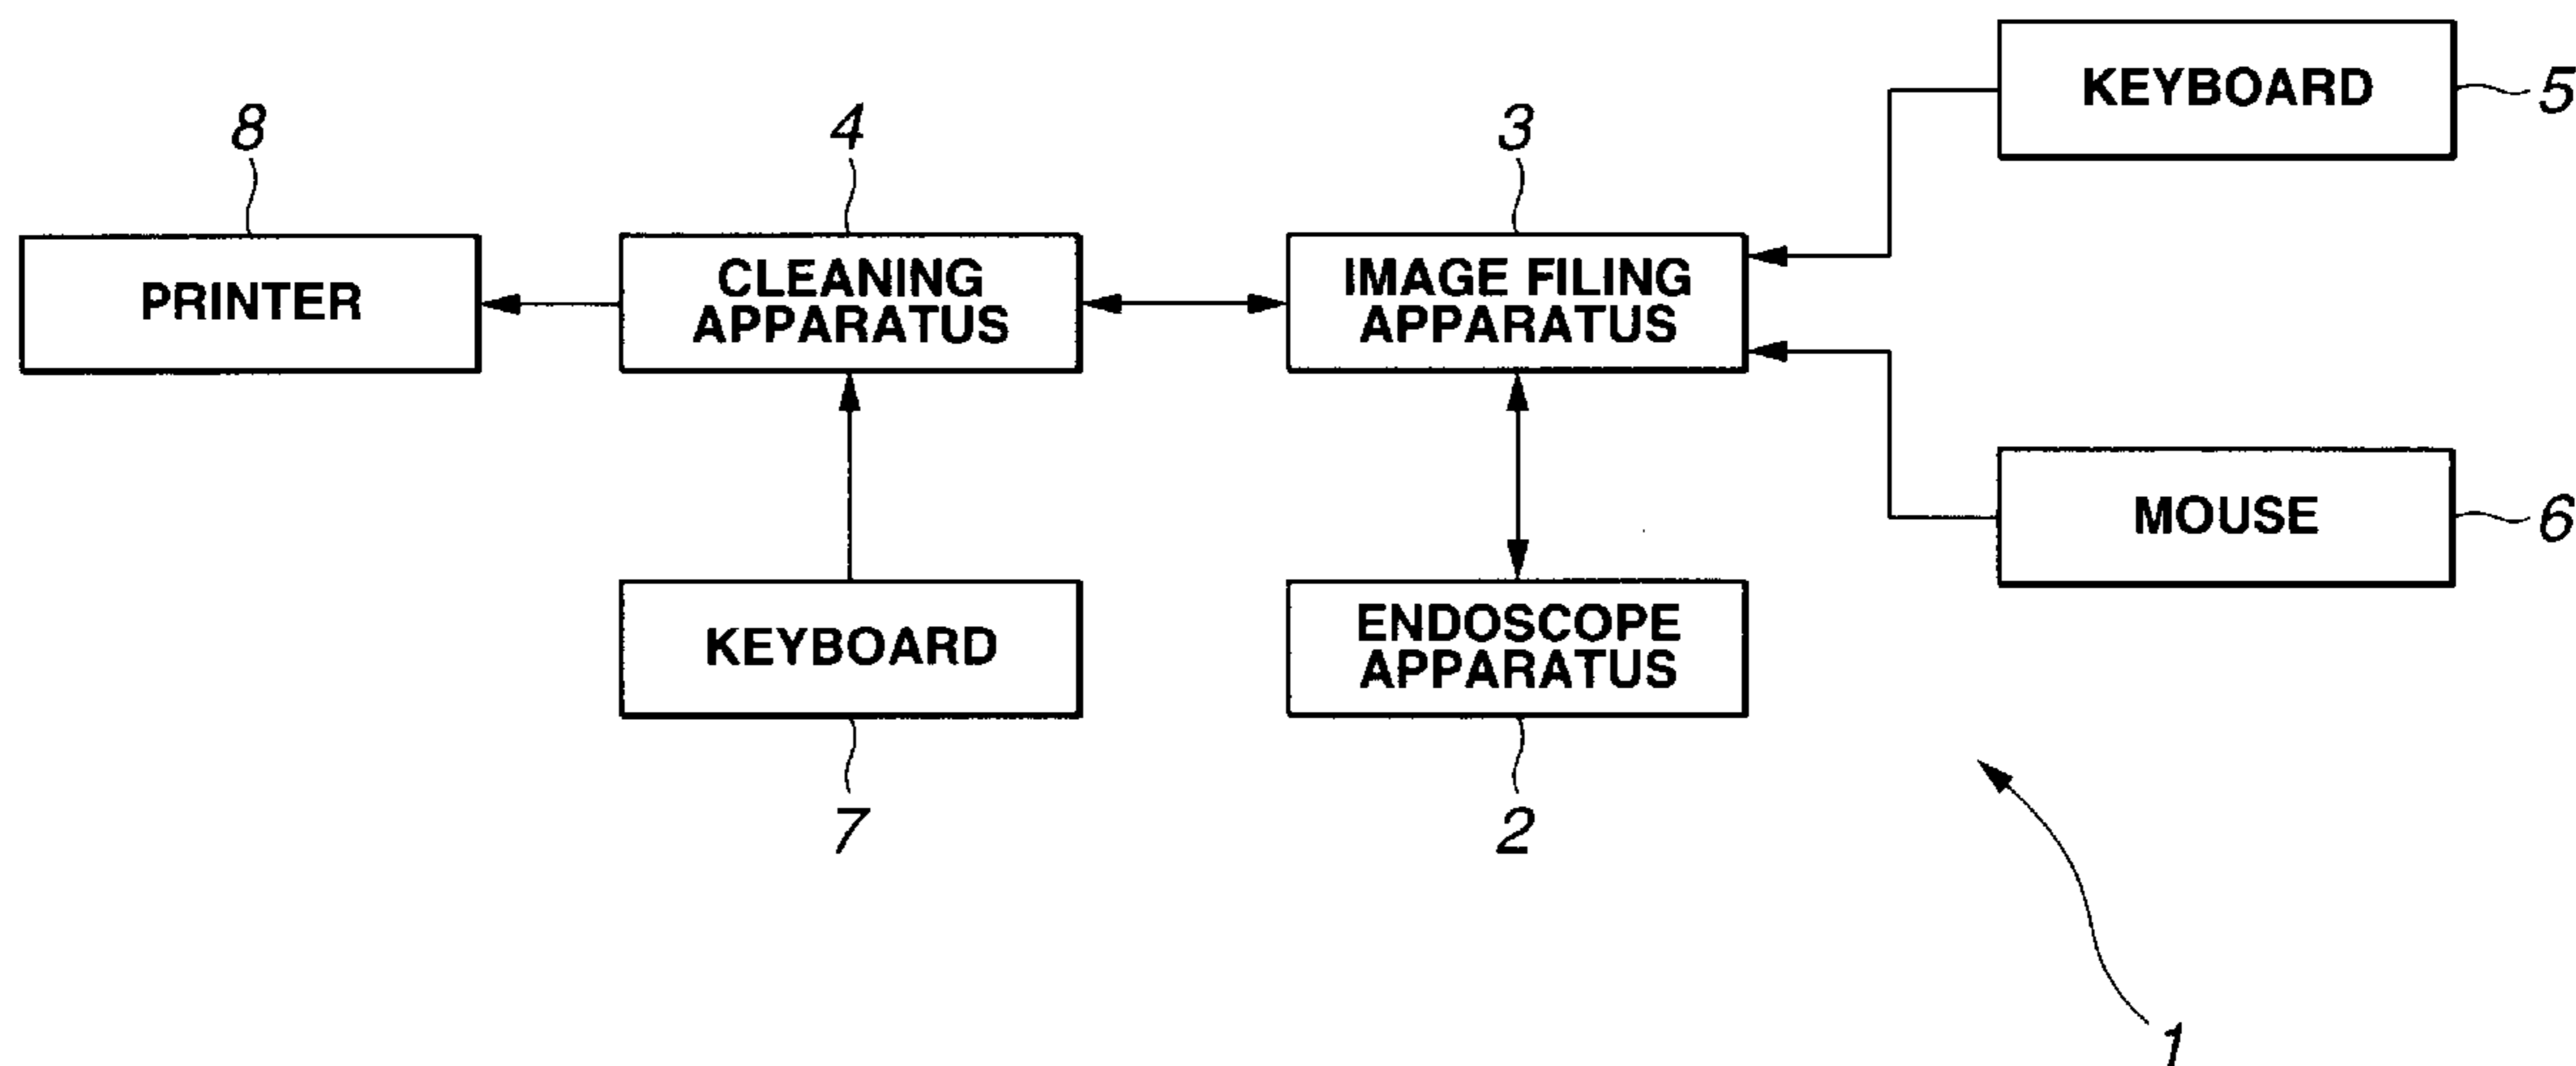 KEYBOARD
5
8
4
3
PRINTER
CLEANING
APPARATUS
IMAGE FILING
APPARATUS
MOUSE
6
KEYBOARD
ENDOSCOPE
APPARATUS
7
2
1